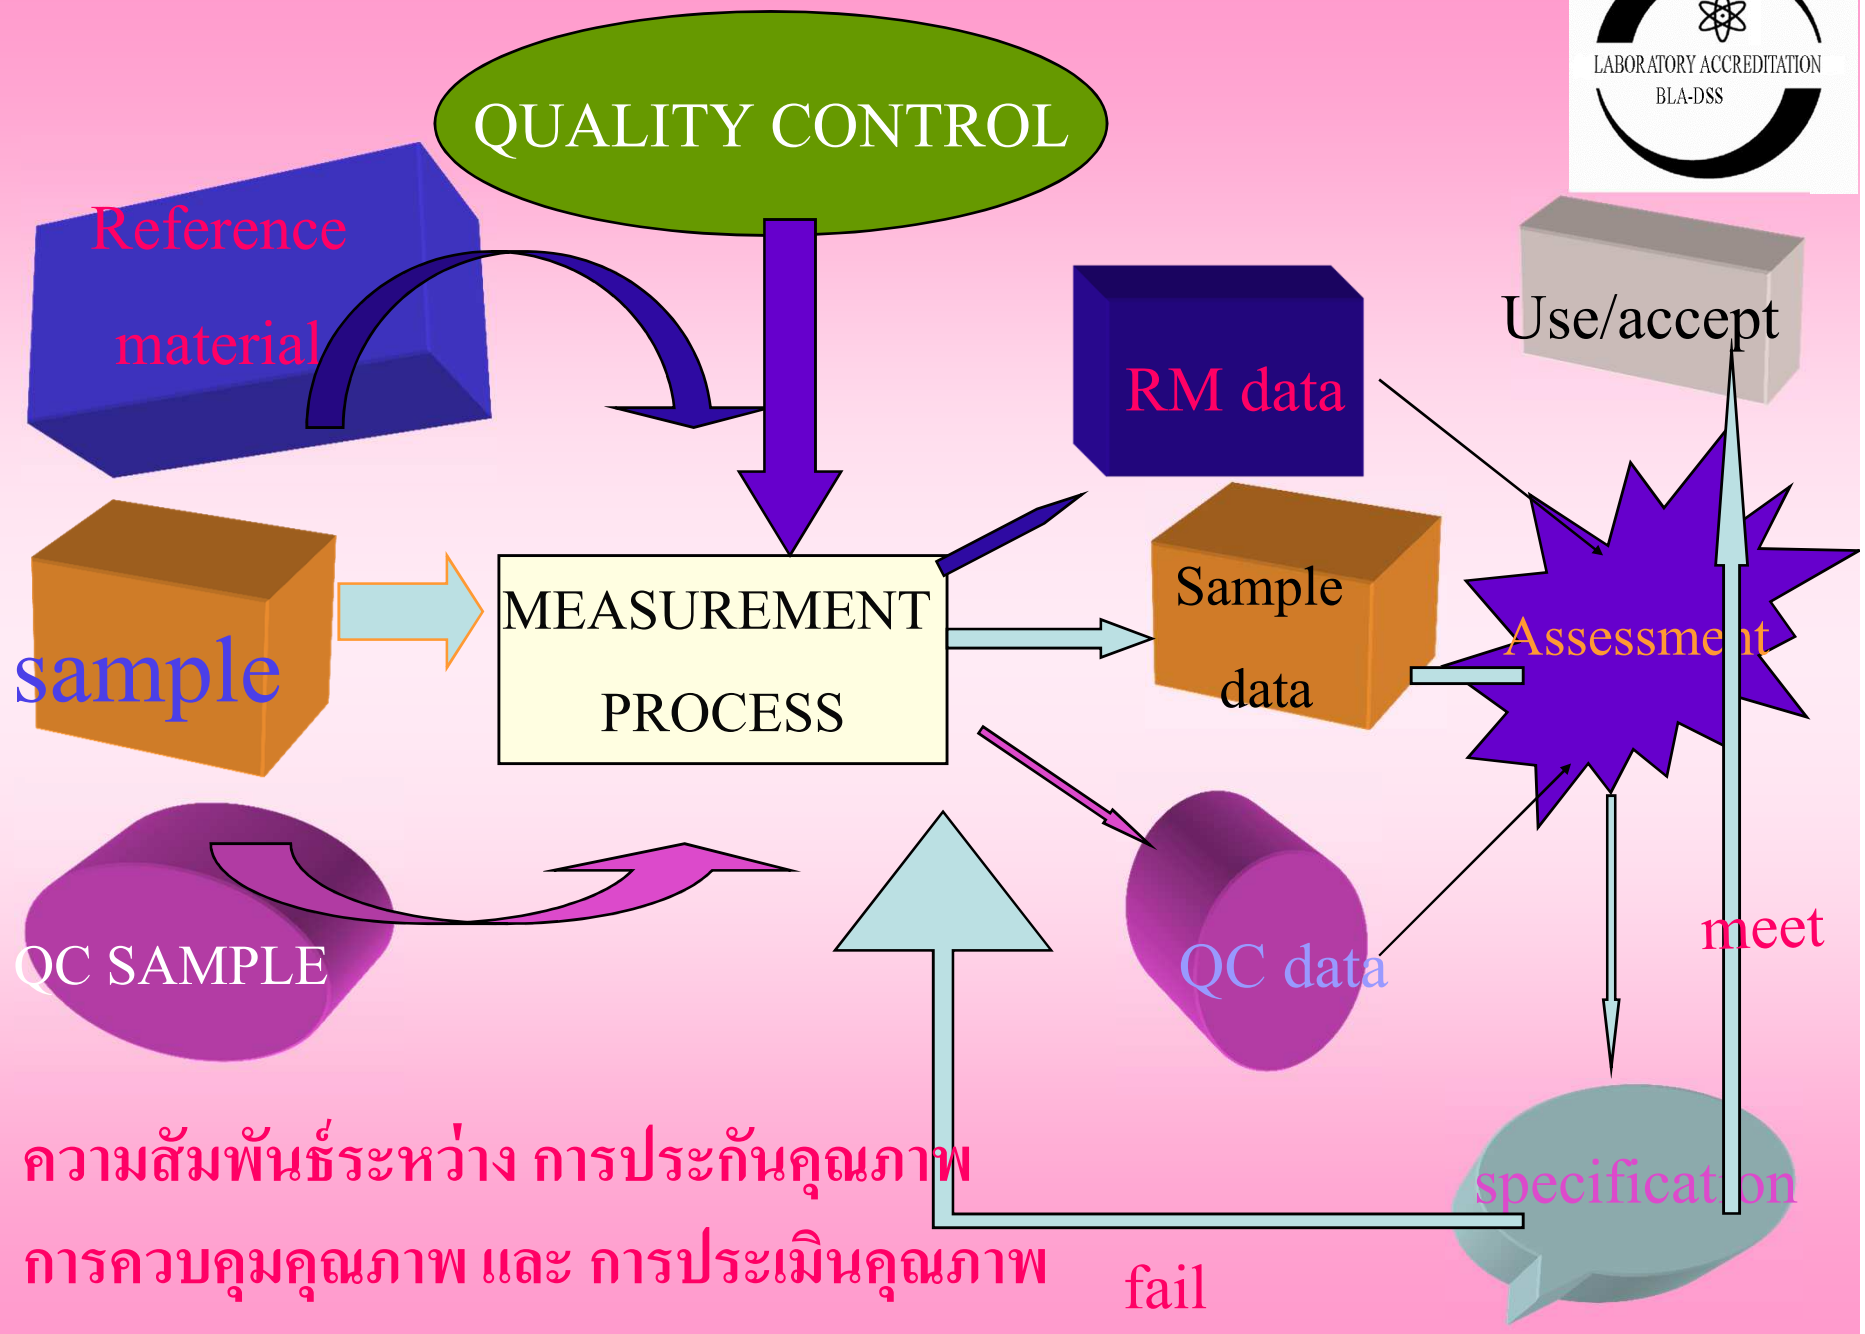 LABORATORY ACCREDITATION
BLA-DSS
QUALITY CONTROL
Reference
material
RM data
Use/accept
sample
MEASUREMENT
PROCESS
Sample
data
Assessment
QC SAMPLE
QC data
meet
specification
fail
ความสัมพันธ์ระหว่าง การประกันคุณภาพ
การควบคุมคุณภาพ และ การประเมินคุณภาพ